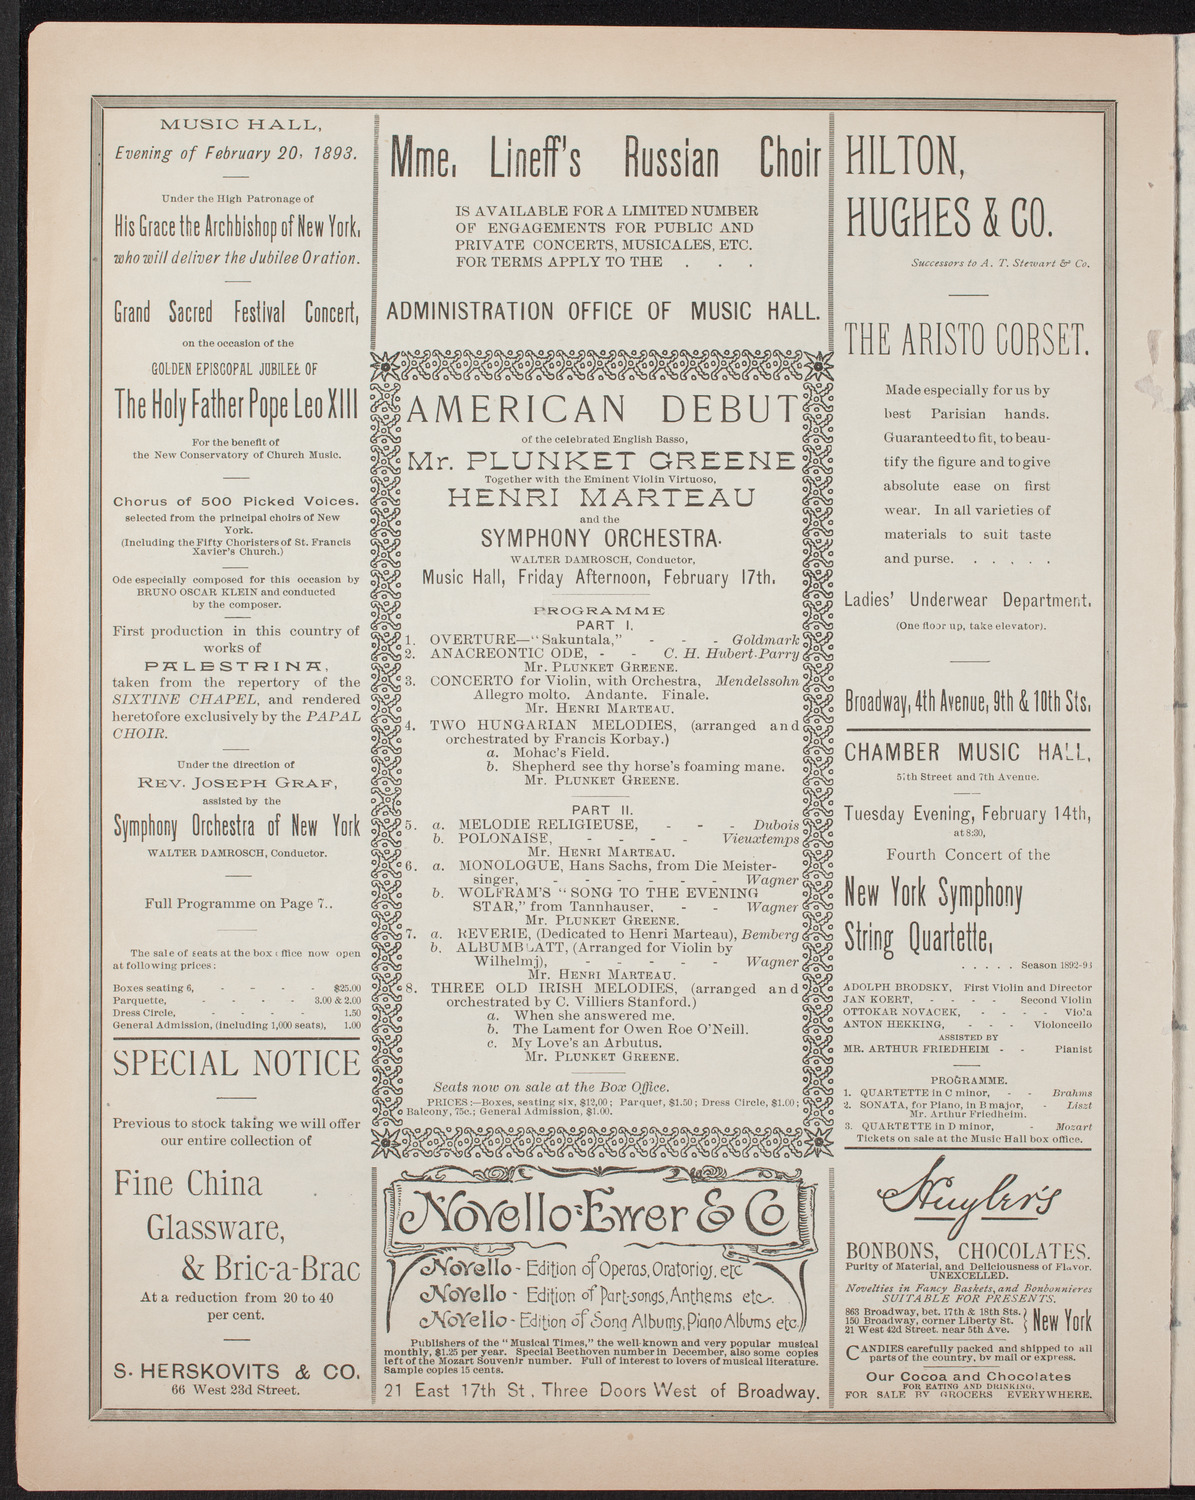 MUSIC HALL,
Evening of February 20, 1893.
Under the High Patronage of
His Grace the Archbishop of New York,
who will deliver the Jubilee Oration.
Grand Sacred Festival Concert,
on the occasion of the
GOLDEN EPISCOPAL JUBILEE OF
The Holy Father Pope Leo XIII
For the benefit of
the New Conservatory of Church Music.
Chorus of 500 Picked Voices.
selected from the principal choirs of New
York.
(Including the Fifty Choristers of St. Francis
Xavier's Church.)
Ode especially composed for this occasion by
BRUNO OSCAR KLEIN and conducted
by the composer.
First production in this country of
works of
PALESTRINA,
taken from the repertory of the
SIXTINE CHAPEL, and rendered
heretofore exclusively by the PAPAL
CHOIR.
Under the direction of
REV. JOSEPH GRAF,
assisted by the
Symphony Orchestra of New York
WALTER DAMROSCH, Conductor.
Full Programme on Page 7..
The sale of seats at the box office now open
at following prices:
Boxes seating 6, - - - - $25.00
Parquette, - - - - 3.00 & 2.00
Dress Circle, - - - - 1.50
General Admission, (including 1,000 seats), 1.00
SPECIAL NOTICE
Previous to stock taking we will offer
our entire collection of
Fine China
Glassware,
& Bric-a-Brac
At a reduction from 20 to 40
per cent.
S. HERSKOVITS & CO.
66 West 23d Street.
Mme. Lineff's Russian Choir
IS AVAILABLE FOR A LIMITED NUMBER
OF ENGAGEMENTS FOR PUBLIC AND
PRIVATE CONCERTS, MUSICALES, ETC.
FOR TERMS APPLY TO THE . . .
ADMINISTRATION OFFICE OF MUSIC HALL.
AMERICAN DEBUT
of the celebrated English Basso,
Mr. PLUNKET GREENE
Together with the Eminent Violin Virtuoso,
HENRI MARTEAU
and the
SYMPHONY ORCHESTRA.
WALTER DAMROSCH, Conductor,
Music Hall, Friday Afternoon, February 17th.
PROGRAMME
PART I.
1. OVERTURE—"Sakuntala," - - - Goldmark
2. ANACREONTIC ODE, - - C. H. Hubert-Parry
Mr. PLUNKET GREENE.
3. CONCERTO for Violin, with Orchestra, Mendelssohn
Allegro molto. Andante. Finale.
Mr. HENRI MARTEAU.
4. TWO HUNGARIAN MELODIES, (arranged and
orchestrated by Francis Korbay.)
a. Mohac's Field.
b. Shepherd see thy horse's foaming mane.
Mr. PLUNKET GREENE.
PART II.
5. a. MELODIE RELIGIEUSE, - - - Dubois
b. POLONAISE, - - - - Vieuxtemps
Mr. HENRI MARTEAU.
6. a. MONOLOGUE, Hans Sachs, from Die Meister-
singer, - - - - - - Wagner
b. WOLFRAM'S "SONG TO THE EVENING
STAR," from Tannhauser, - - Wagner
Mr. PLUNKET GREENE.
7. a. REVERIE, (Dedicated to Henri Marteau), Bemberg
b. ALBUMBLATT, (Arranged for Violin by
Wilhelmj), - - - - - Wagner
Mr. HENRI MARTEAU.
8. THREE OLD IRISH MELODIES, (arranged and
orchestrated by C. Villiers Stanford.)
a. When she answered me.
b. The Lament for Owen Roe O'Neill.
c. My Love's an Arbutus.
Mr. PLUNKET GREENE.
Seats now on sale at the Box Office.
PRICES:—Boxes, seating six, $12,00; Parquet, $1.50; Dress Circle, $1.00;
Balcony, 75c.; General Admission, $1.00.
Novello·Ewer & Co
Novello - Edition of Operas, Oratorios, etc
Novello - Edition of Part-songs, Anthems etc.
Novello - Edition of Song Albums, Piano Albums etc.
Publishers of the "Musical Times," the well-known and very popular musical
monthly, $1.25 per year. Special Beethoven number in December, also some copies
left of the Mozart Souvenir number. Full of interest to lovers of musical literature.
Sample copies 15 cents.
21 East 17th St., Three Doors West of Broadway.
HILTON,
HUGHES & CO.
Successors to A. T. Stewart & Co.
THE ARISTO CORSET.
Made especially for us by
best Parisian hands.
Guaranteed to fit, to beau-
tify the figure and to give
absolute ease on first
wear. In all varieties of
materials to suit taste
and purse. . . . . .
Ladies' Underwear Department.
(One floor up, take elevator).
Broadway, 4th Avenue, 9th & 10th Sts.
CHAMBER MUSIC HALL,
57th Street and 7th Avenue.
Tuesday Evening, February 14th,
at 8:30,
Fourth Concert of the
New York Symphony
String Quartette,
. . . . . Season 1892-93
ADOLPH BRODSKY, First Violin and Director
JAN KOERT, - - - - Second Violin
OTTOKAR NOVACEK, - - - - Viola
ANTON HEKKING, - - - Violoncello
ASSISTED BY
MR. ARTHUR FRIEDHEIM - - Pianist
PROGRAMME.
1. QUARTETTE in C minor, - - Brahms
2. SONATA, for Piano, in B major, - Liszt
Mr. Arthur Friedheim.
3. QUARTETTE in D minor, - Mozart
Tickets on sale at the Music Hall box office.
Huyler's
BONBONS, CHOCOLATES.
Purity of Material, and Deliciousness of Flavor.
UNEXCELLED.
Novelties in Fancy Baskets, and Bonbonnieres
SUITABLE FOR PRESENTS.
863 Broadway, bet. 17th & 18th Sts.
150 Broadway, corner Liberty St.
21 West 42d Street, near 5th Ave.
New York
CANDIES carefully packed and shipped to all
parts of the country, by mail or express.
Our Cocoa and Chocolates
FOR EATING AND DRINKING,
FOR SALE BY GROCERS EVERYWHERE.